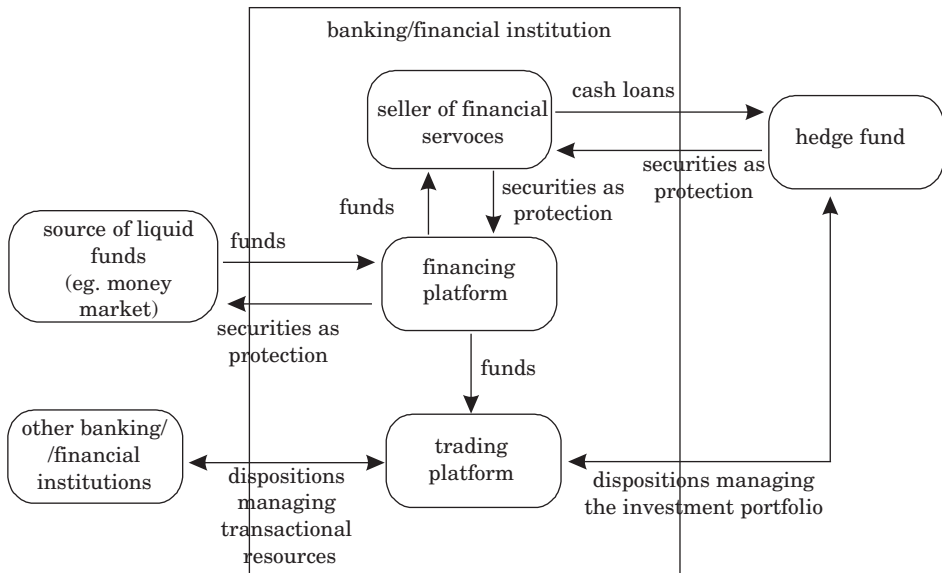 banking/financial institution
seller of financial
servoces
cash loans
hedge fund
securities as
protection
funds
securities as
protection
source of liquid
funds
(eg. money
market)
funds
financing
platform
securities as
protection
funds
other banking/
/financial
institutions
trading
platform
dispositions
managing
transactional
resources
dispositions managing
the investment portfolio